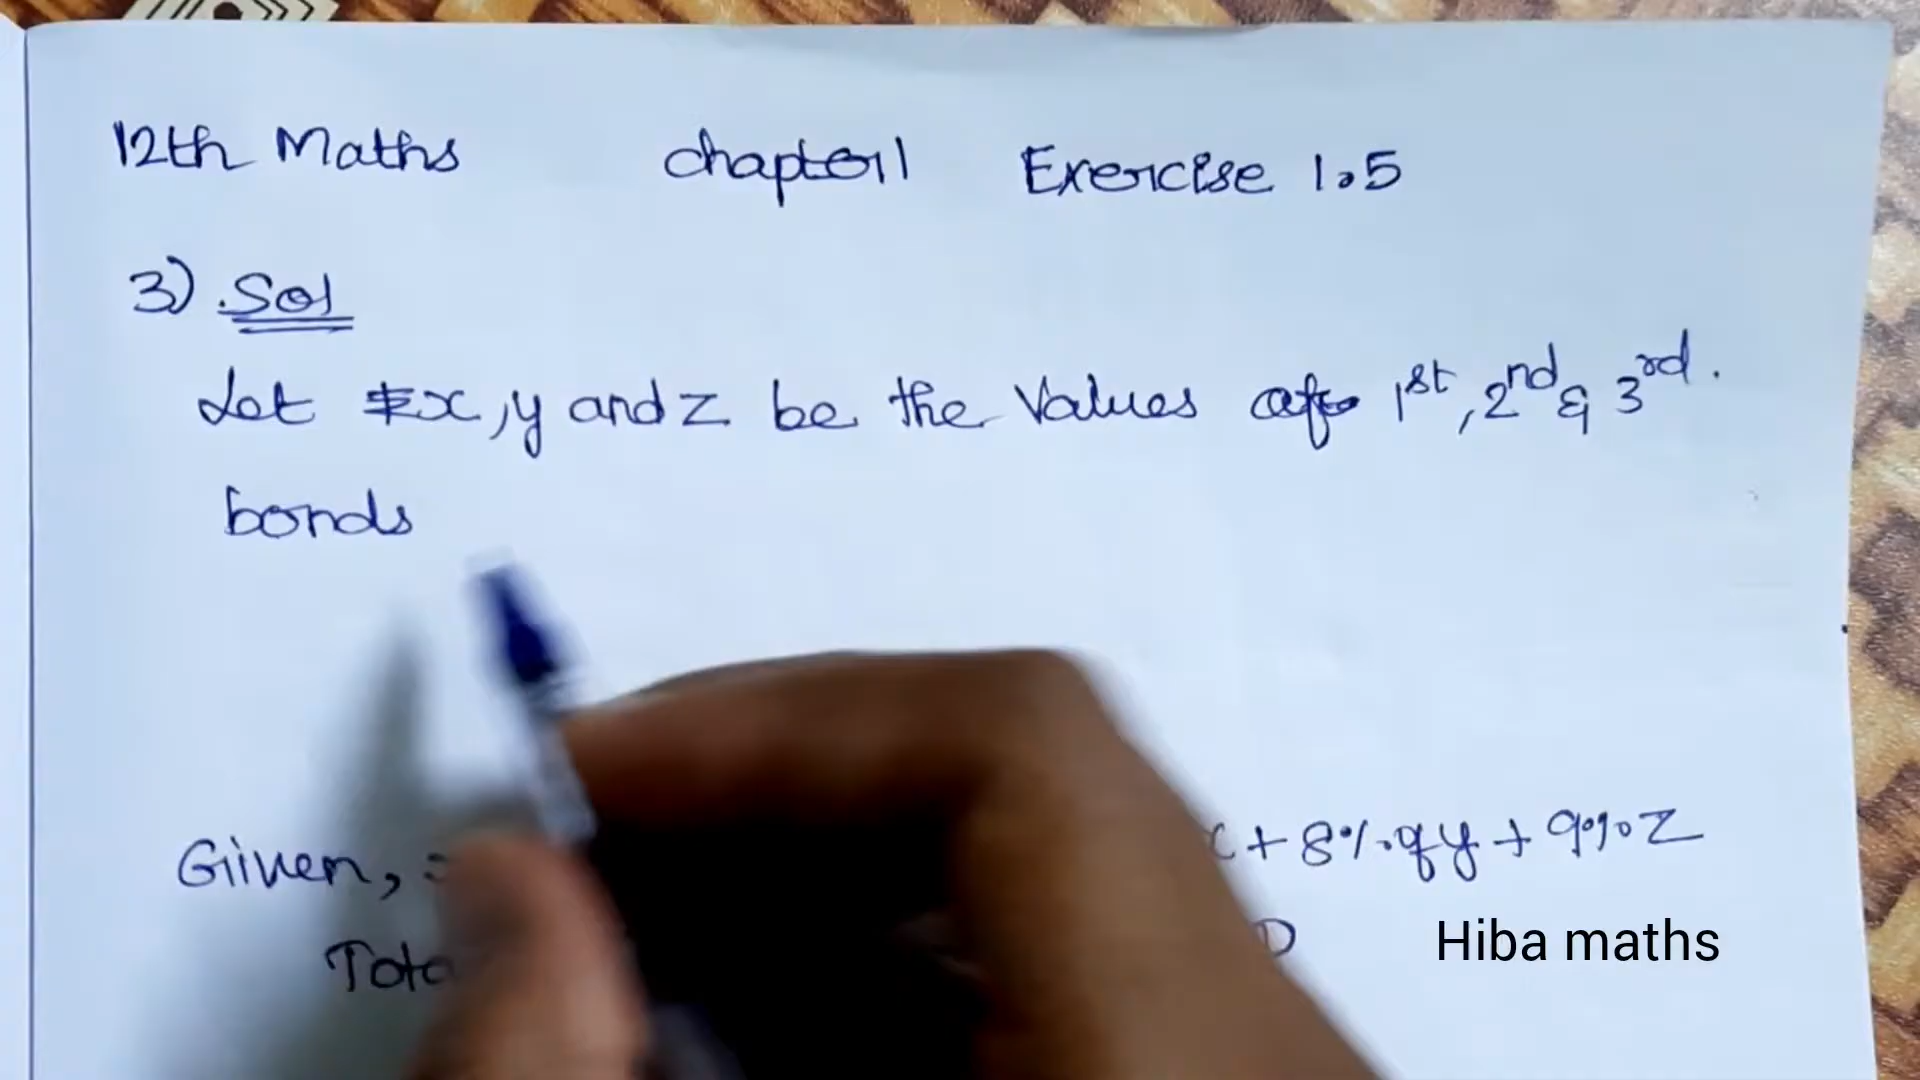 12th Maths chapter 1 Exercise 1.5
3) Sol
Let x, y and z be the Values of 1st, 2nd & 3rd.
bonds
Given, x + 8% of y + 9% z
Hiba maths